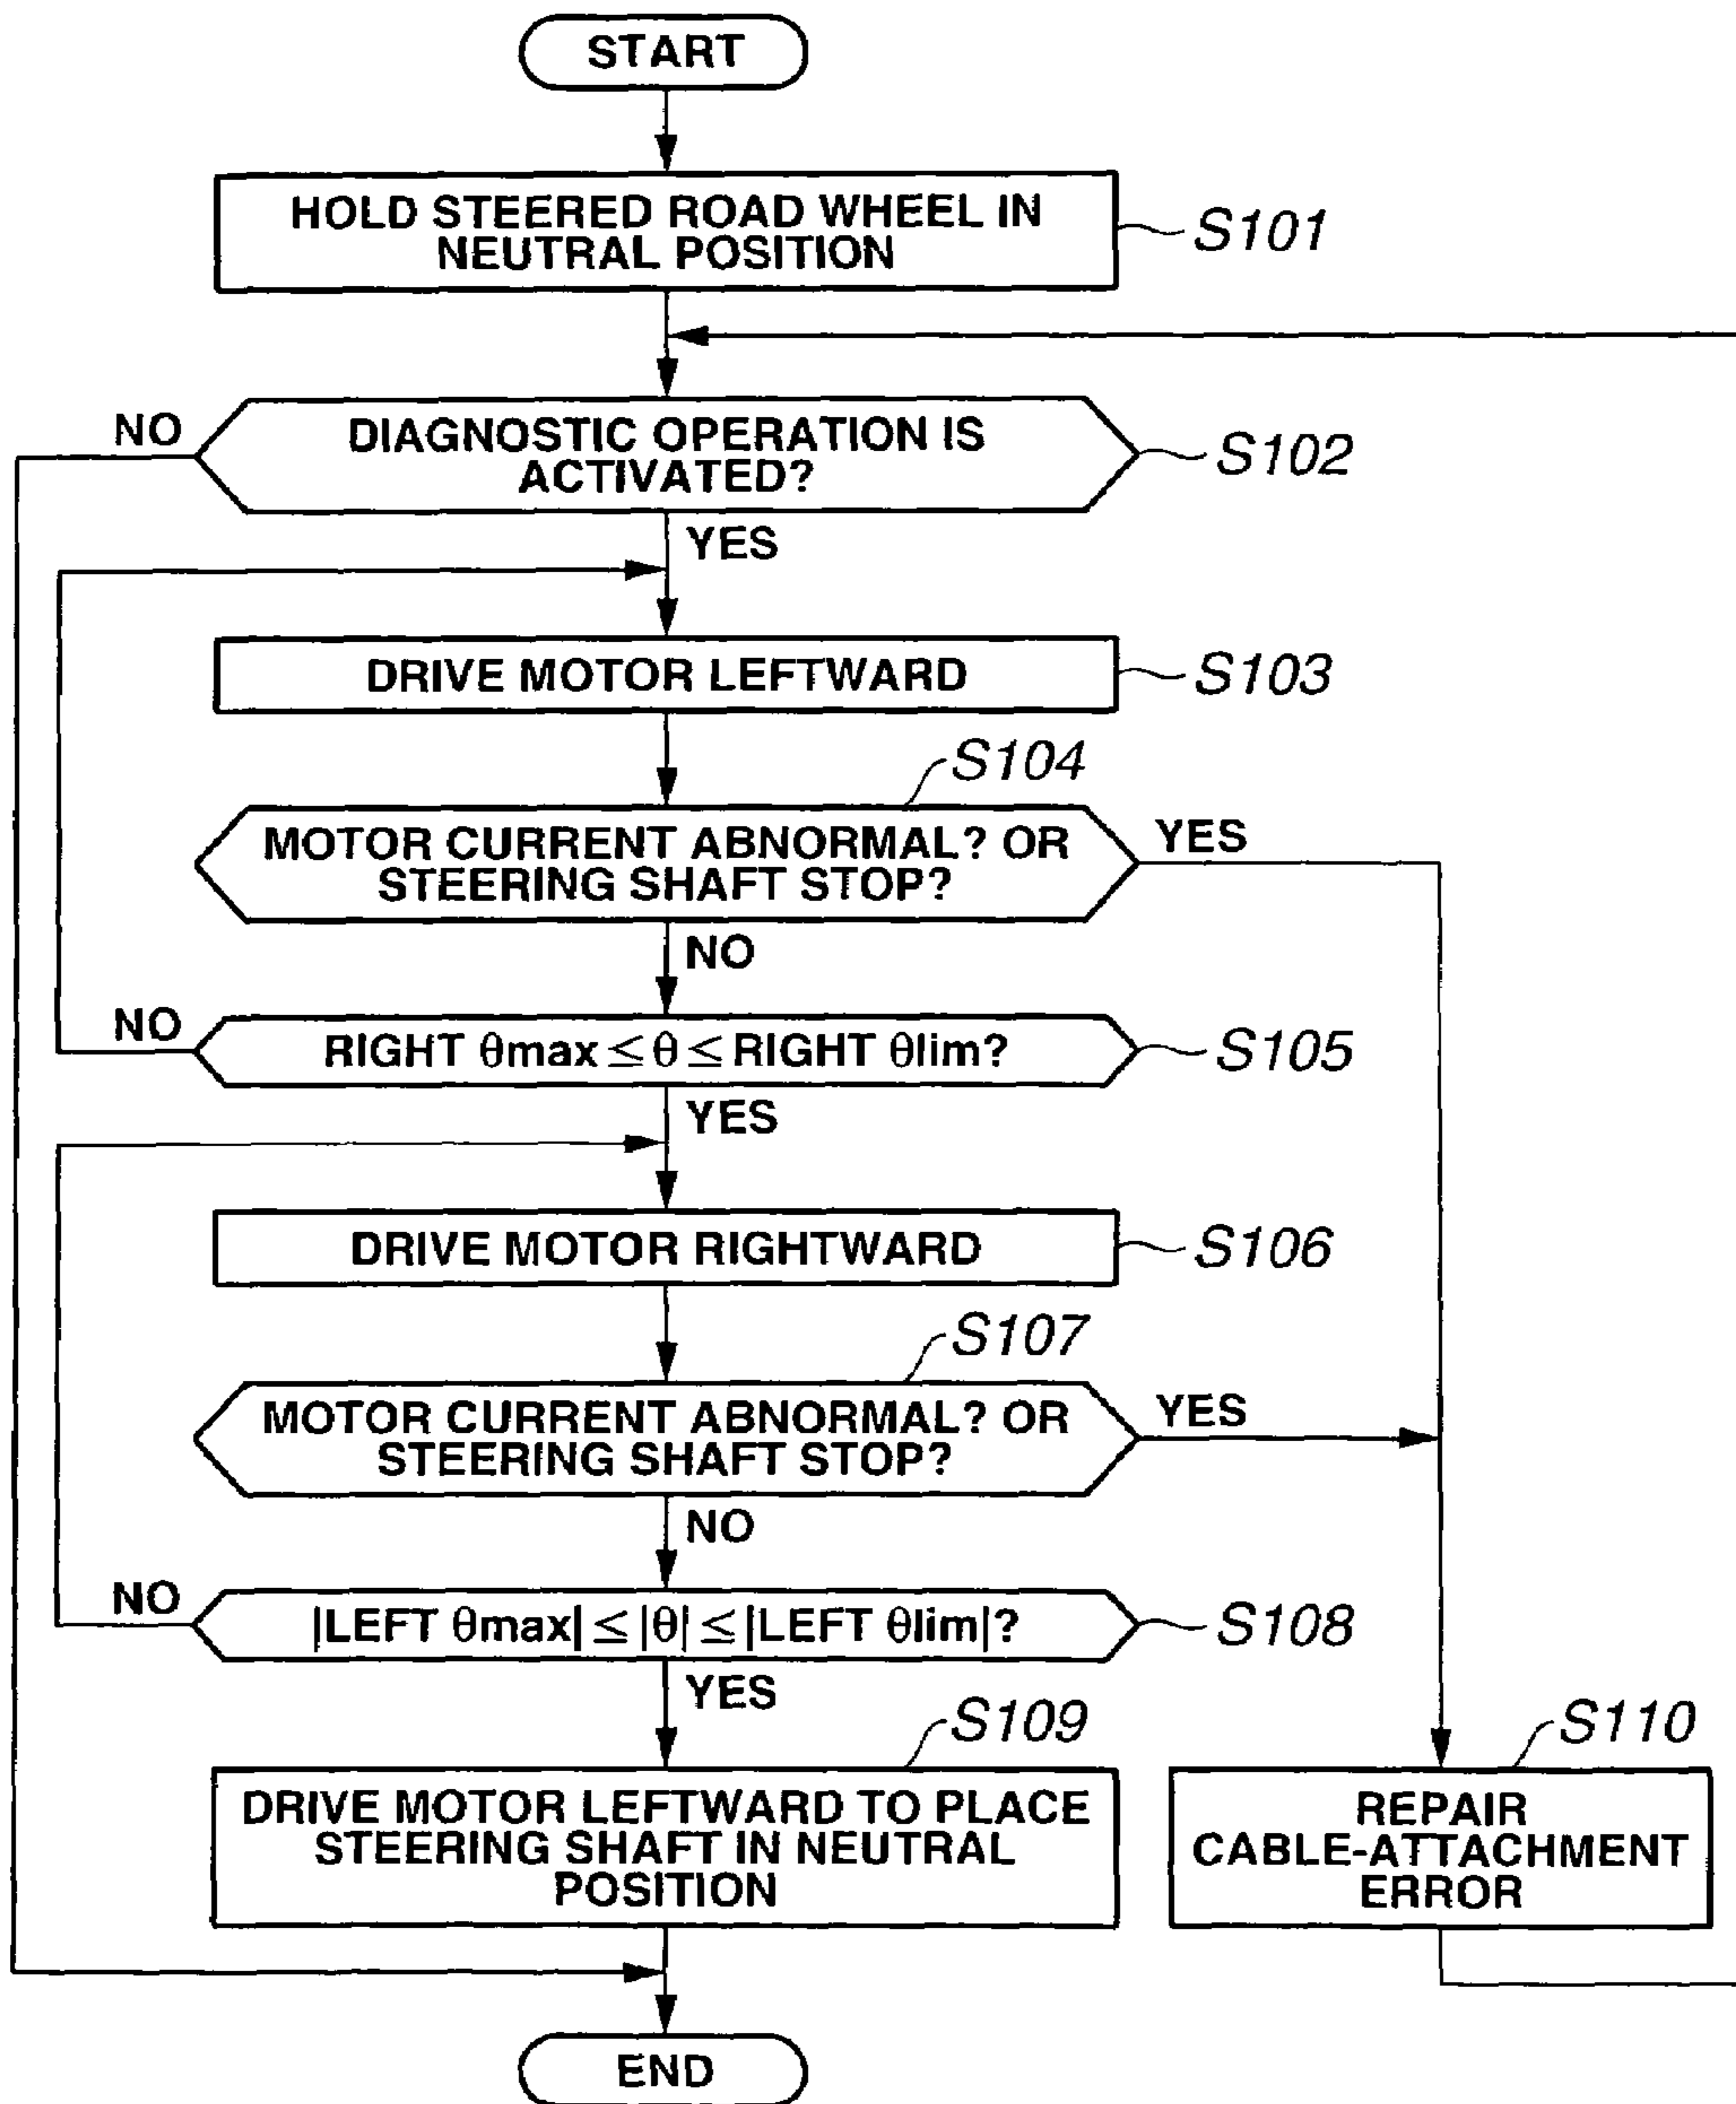 START
HOLD STEERED ROAD WHEEL IN
NEUTRAL POSITION
S101
NO
DIAGNOSTIC OPERATION IS
ACTIVATED?
S102
YES
DRIVE MOTOR LEFTWARD
S103
S104
MOTOR CURRENT ABNORMAL? OR
STEERING SHAFT STOP?
YES
NO
NO
RIGHT θmax ≤ θ ≤ RIGHT θlim?
S105
YES
DRIVE MOTOR RIGHTWARD
S106
S107
MOTOR CURRENT ABNORMAL? OR
STEERING SHAFT STOP?
YES
NO
NO
|LEFT θmax| ≤ |θ| ≤ |LEFT θlim|?
S108
YES
S109
DRIVE MOTOR LEFTWARD TO PLACE
STEERING SHAFT IN NEUTRAL
POSITION
S110
REPAIR
CABLE-ATTACHMENT
ERROR
END